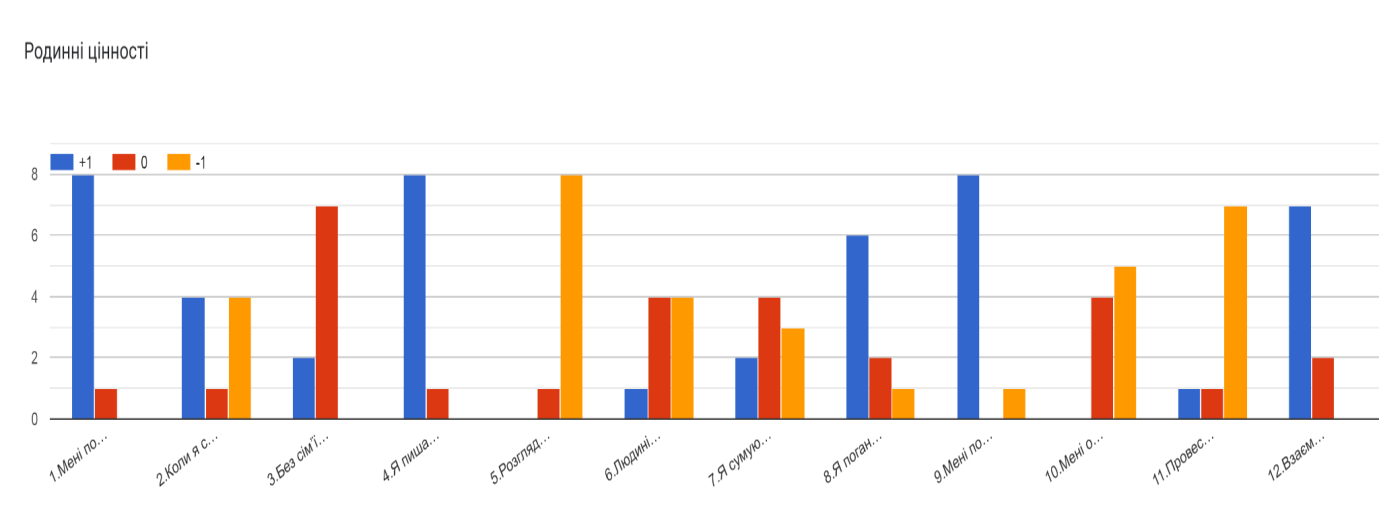 Родинні цінності
+1 0 -1
8
6
4
2
0
1.Мені по…
2.Коли я с…
3.Без сім'ї…
4.Я пиша…
5.Розгляд…
6.Людині…
7.Я сумую…
8.Я поган…
9.Мені по…
10.Мені о…
11.Провес…
12.Взаєм…